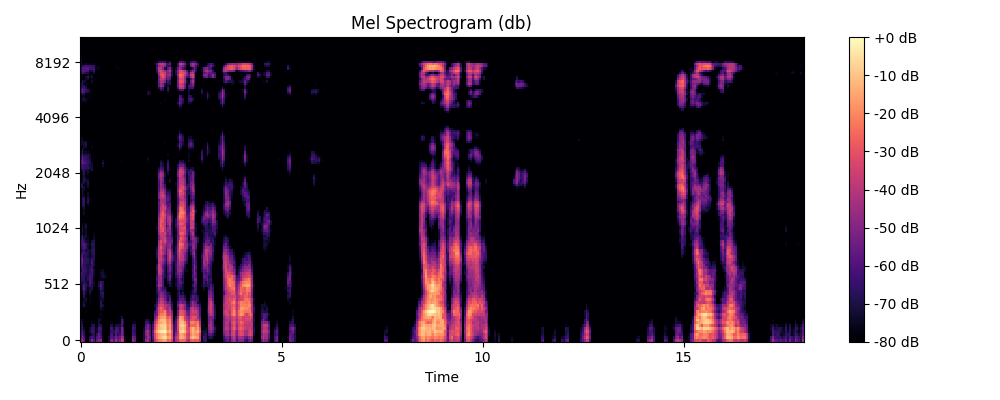 Mel Spectrogram (db)
Hz
8192
4096
2048
1024
512
0
0 5 10 15
Time
+0 dB
-10 dB
-20 dB
-30 dB
-40 dB
-50 dB
-60 dB
-70 dB
-80 dB